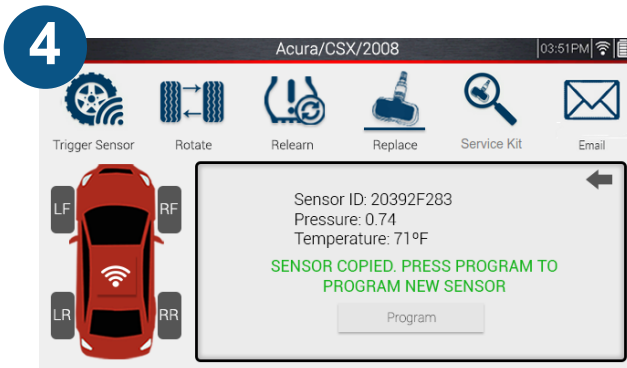 4
Acura/CSX/2008
03:51PM
Trigger Sensor
Rotate
Relearn
Replace
Service Kit
Email
LF
RF
LR
RR
Sensor ID: 20392F283
Pressure: 0.74
Temperature: 71ºF
SENSOR COPIED. PRESS PROGRAM TO
PROGRAM NEW SENSOR
Program